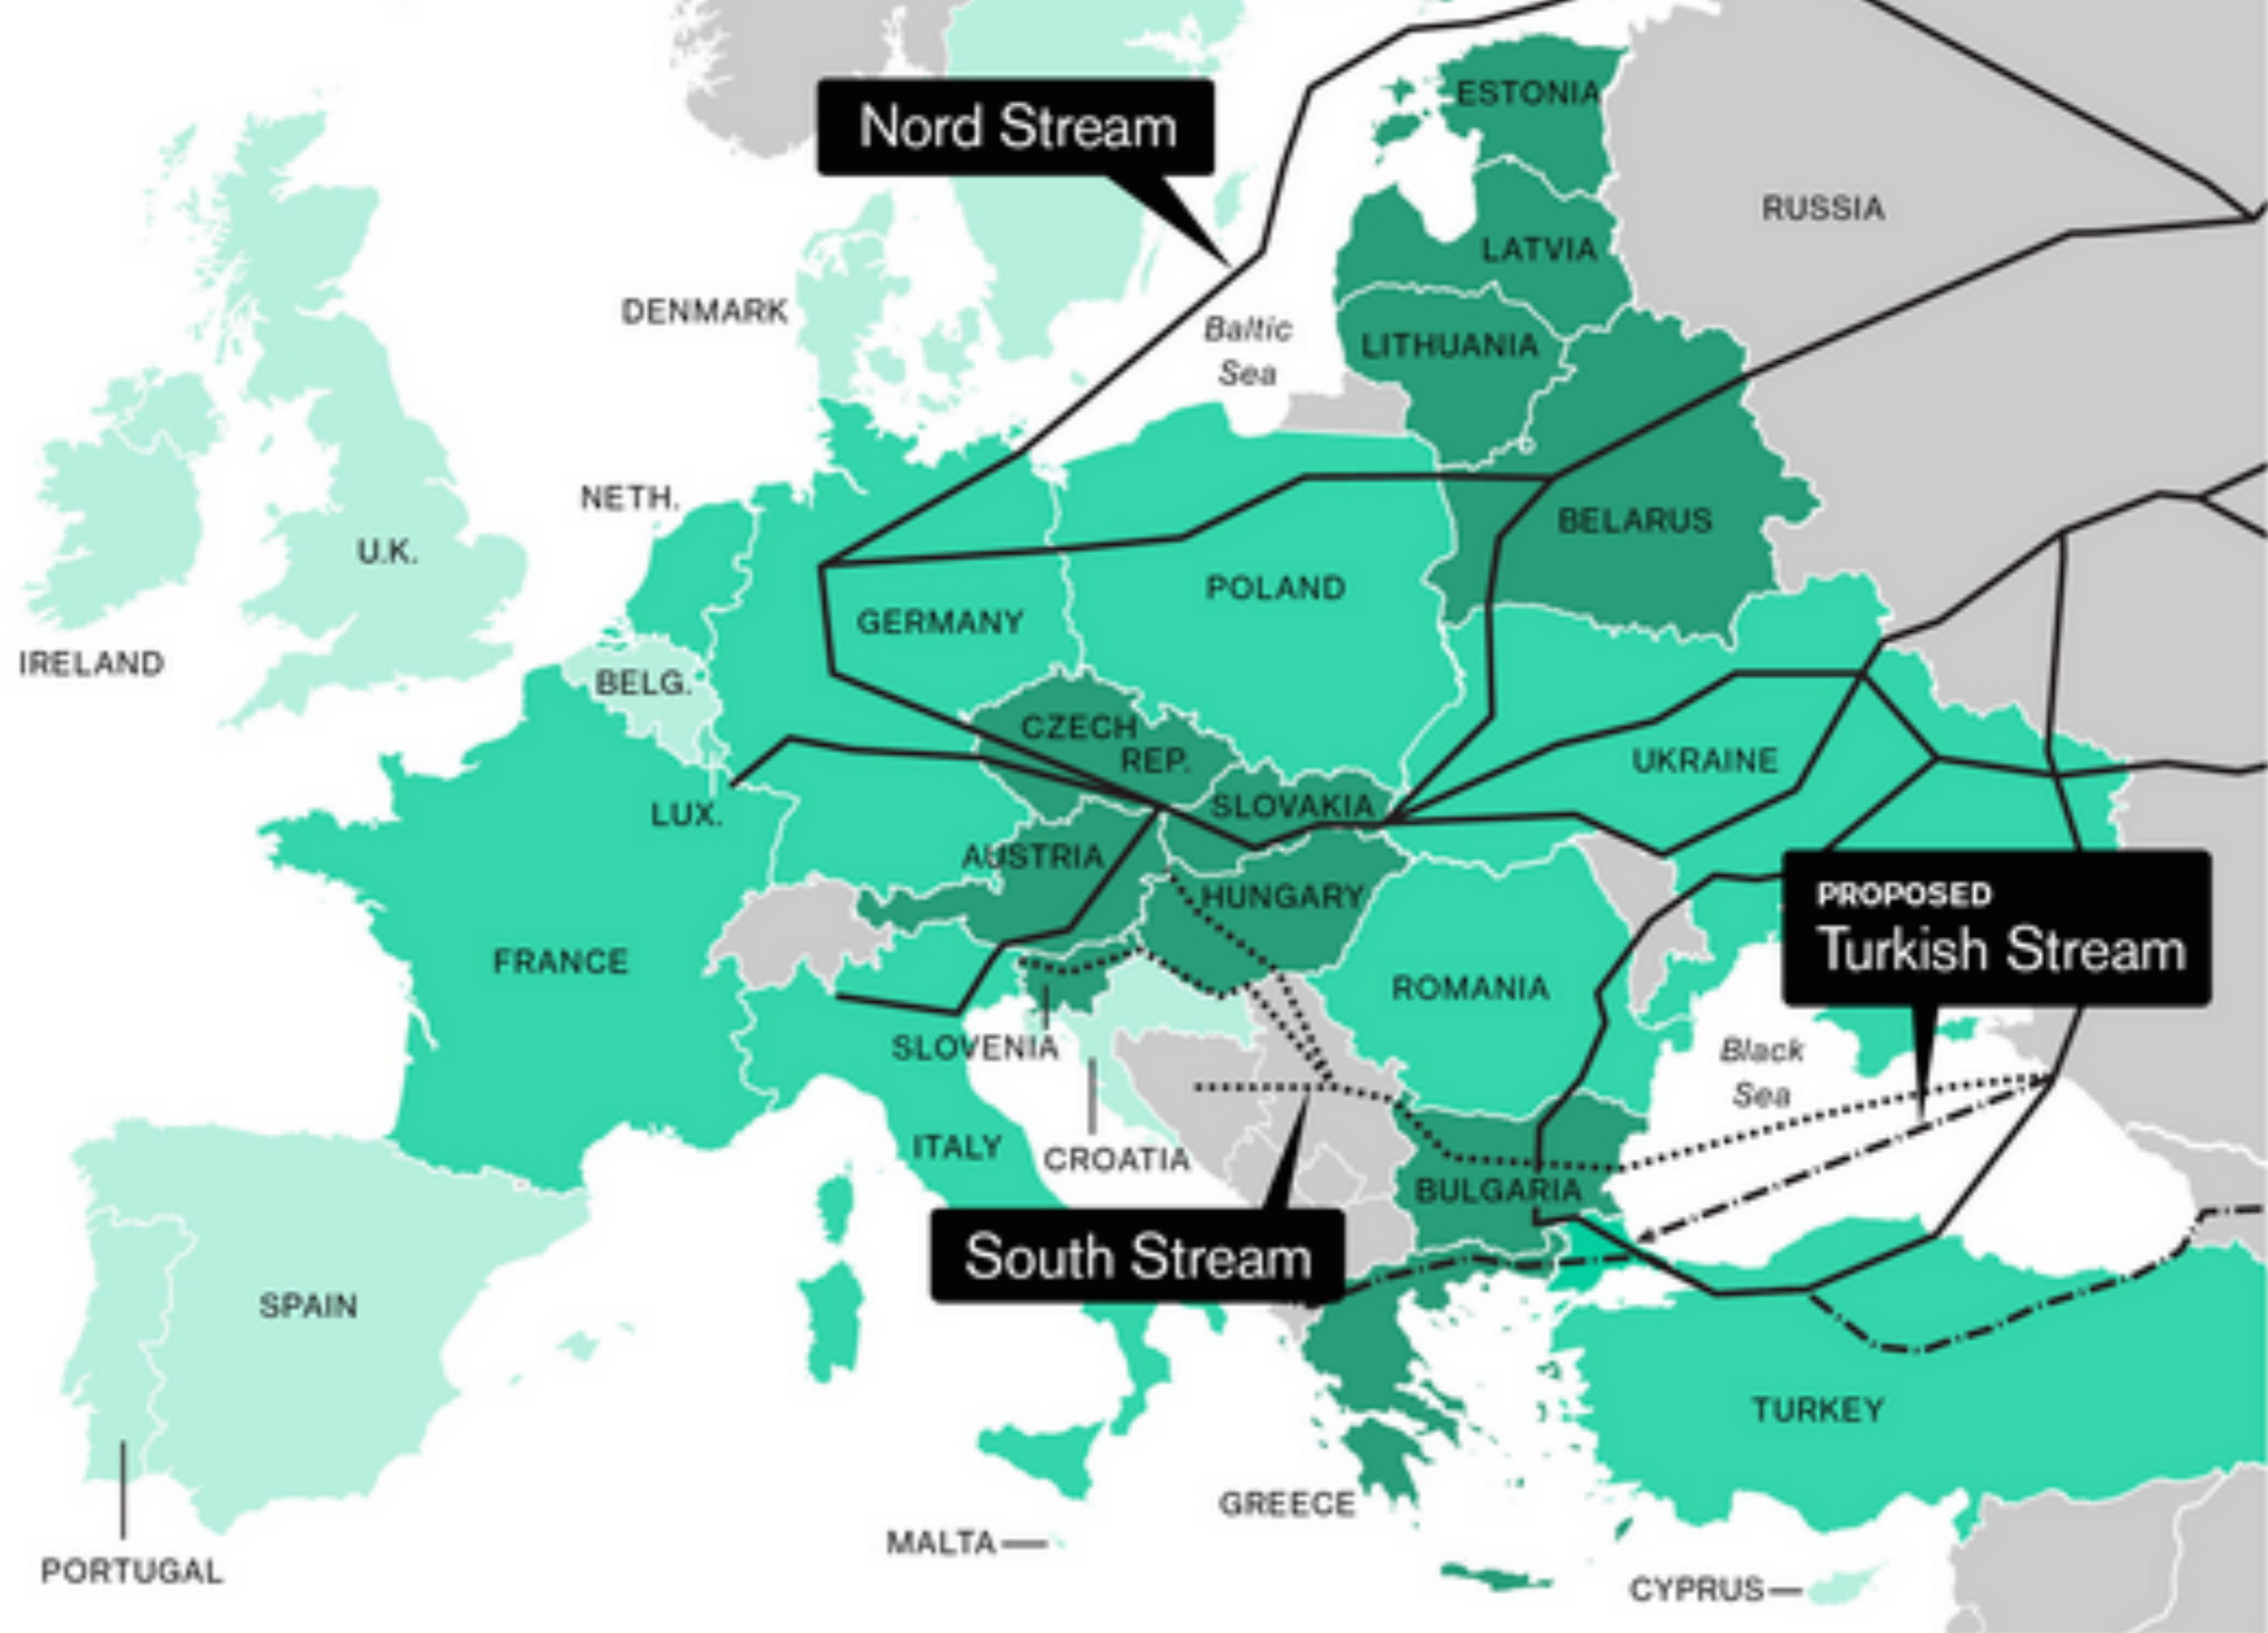 ESTONIA
Nord Stream
RUSSIA
LATVIA
DENMARK
Baltic
Sea
LITHUANIA
NETH.
BELARUS
U.K.
POLAND
GERMANY
IRELAND
BELG.
CZECH
REP.
UKRAINE
SLOVAKIA
LUX.
AUSTRIA
HUNGARY
PROPOSED
Turkish Stream
FRANCE
ROMANIA
SLOVENIA
Black
Sea
ITALY
CROATIA
BULGARIA
South Stream
SPAIN
TURKEY
GREECE
MALTA
PORTUGAL
CYPRUS